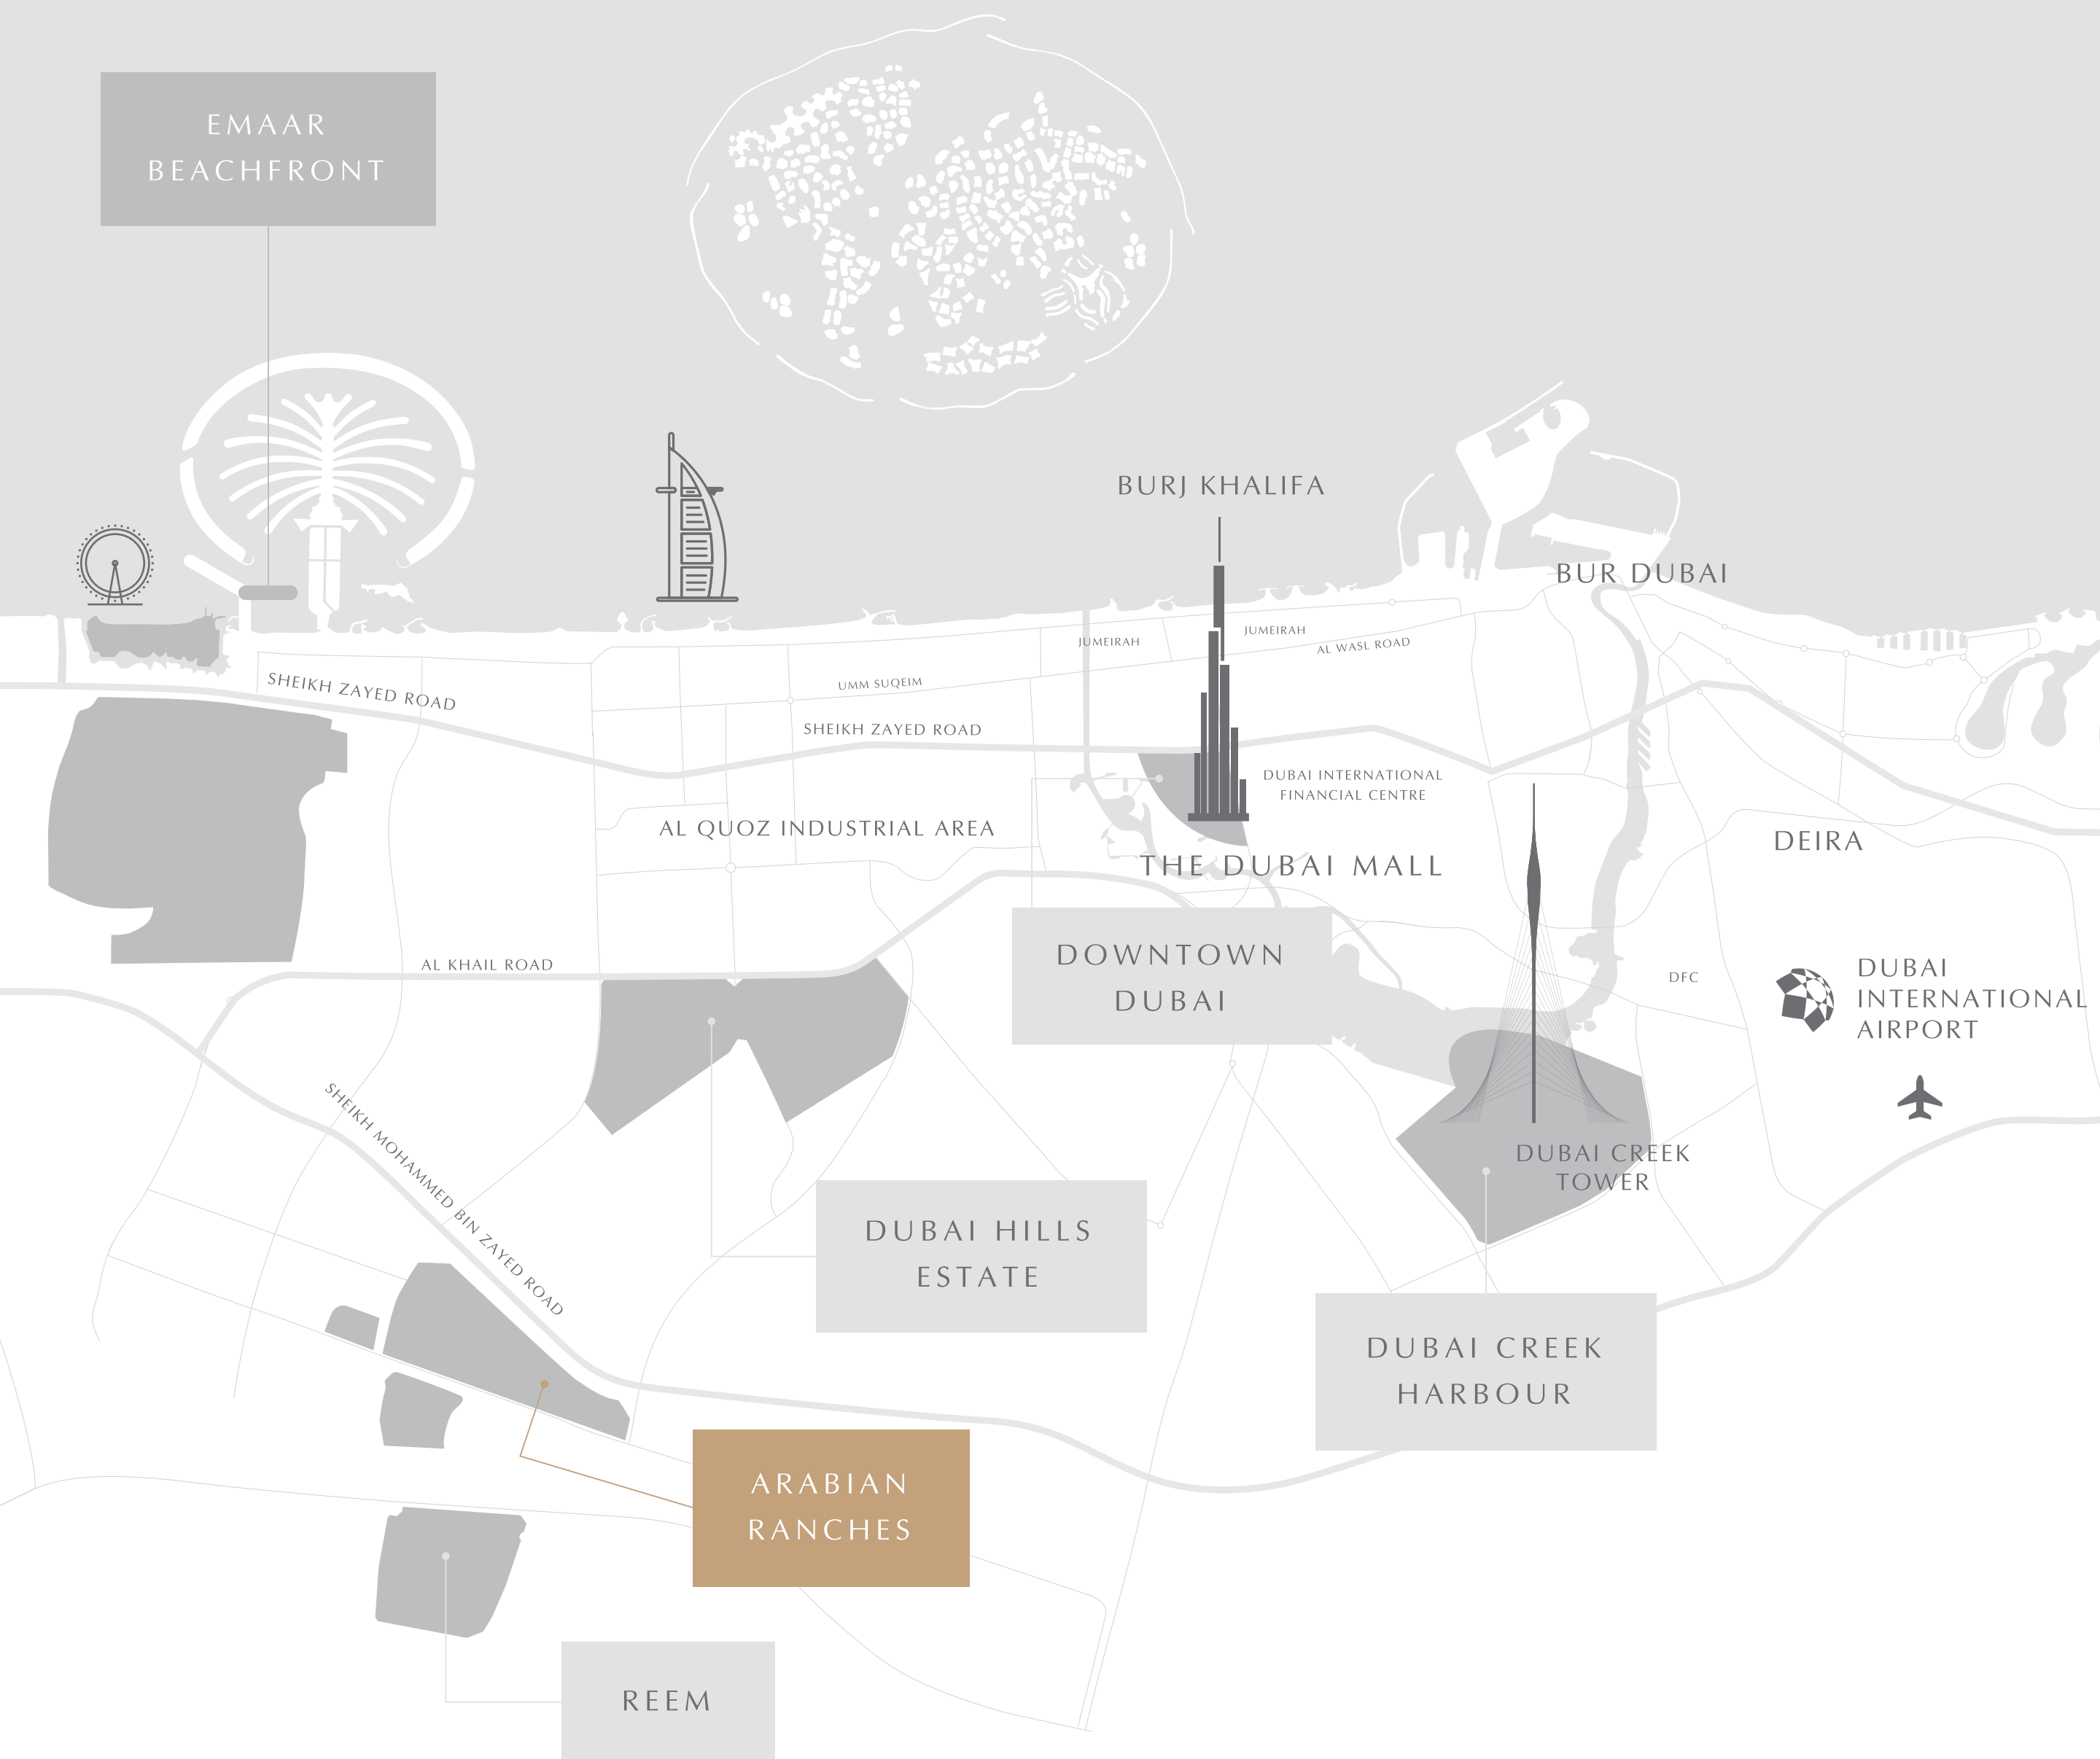 EMAAR
BEACHFRONT
BURJ KHALIFA
BUR DUBAI
JUMEIRAH
JUMEIRAH
AL WASL ROAD
SHEIKH ZAYED ROAD
UMM SUQEIM
SHEIKH ZAYED ROAD
DUBAI INTERNATIONAL
FINANCIAL CENTRE
AL QUOZ INDUSTRIAL AREA
DEIRA
THE DUBAI MALL
DOWNTOWN
DUBAI
AL KHAIL ROAD
DFC
DUBAI
INTERNATIONAL
AIRPORT
SHEIKH MOHAMMED BIN ZAYED ROAD
DUBAI CREEK
TOWER
DUBAI HILLS
ESTATE
DUBAI CREEK
HARBOUR
ARABIAN
RANCHES
REEM